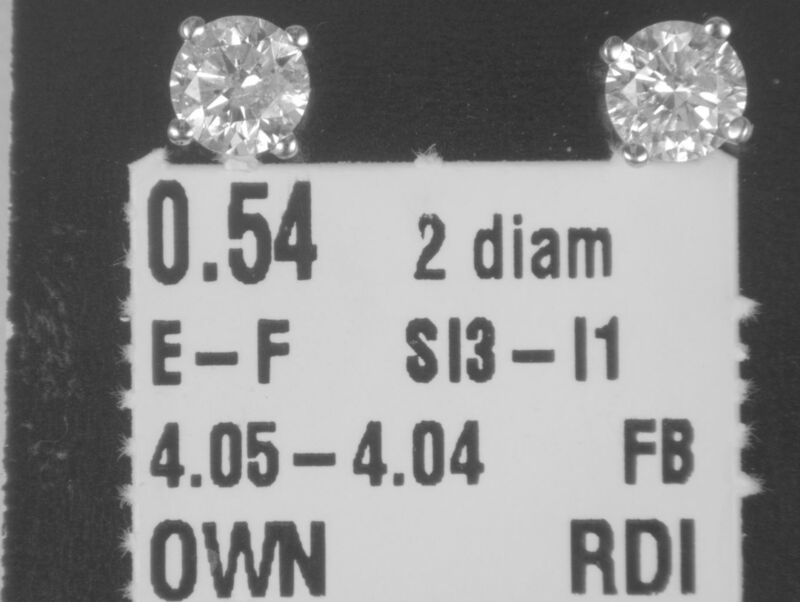 0.54 2 diam
E-F SI3-I1
4.05-4.04 FB
OWN RDI